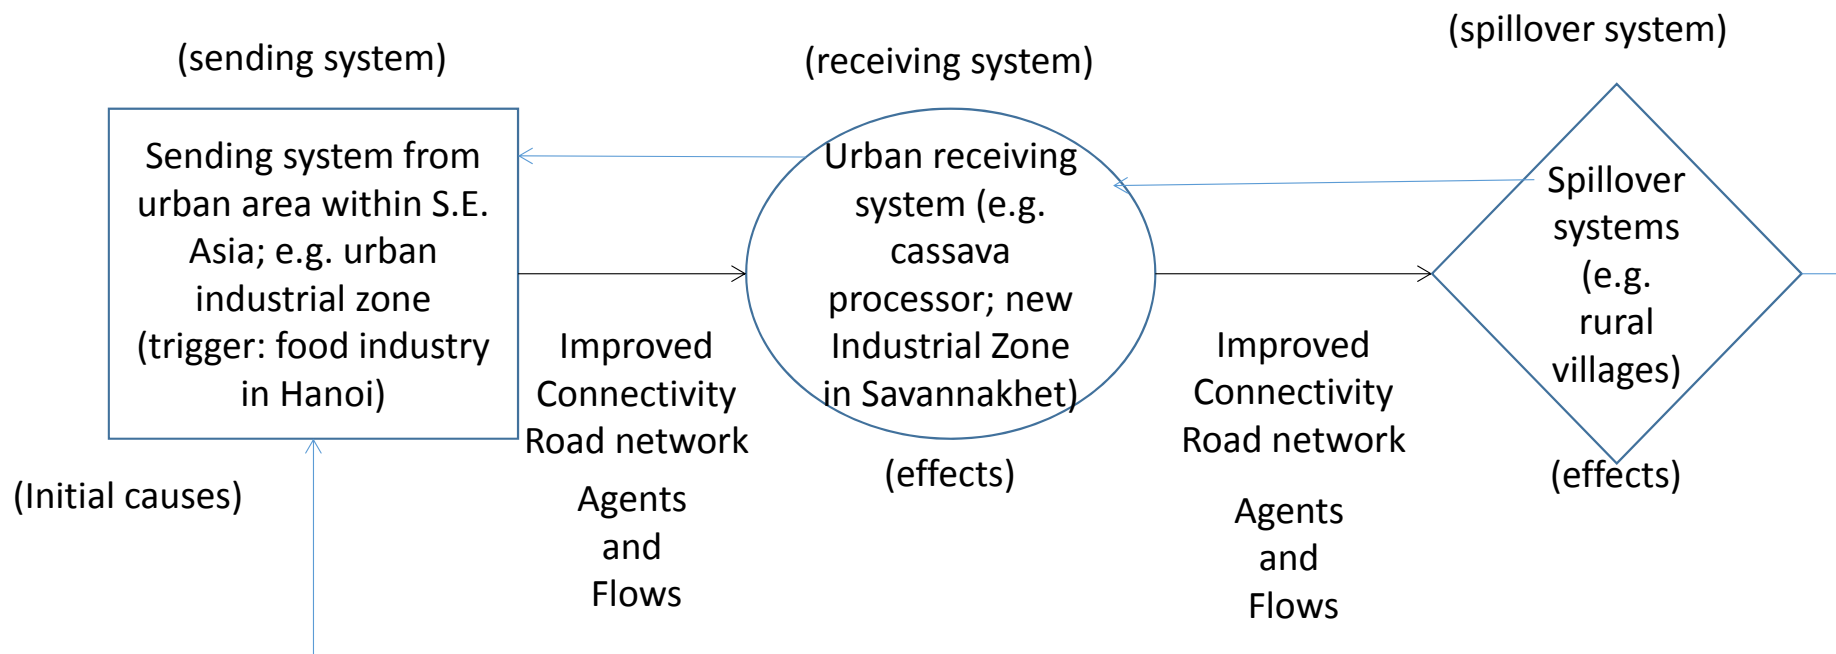 (sending system)
(receiving system)
(spillover system)
Sending system from
urban area within S.E.
Asia; e.g. urban
industrial zone
(trigger: food industry
in Hanoi)
(Initial causes)
Improved
Connectivity
Road network
Agents
and
Flows
Urban receiving
system (e.g.
cassava
processor; new
Industrial Zone
in Savannakhet)
(effects)
Improved
Connectivity
Road network
Agents
and
Flows
Spillover
systems
(e.g.
rural
villages)
(effects)